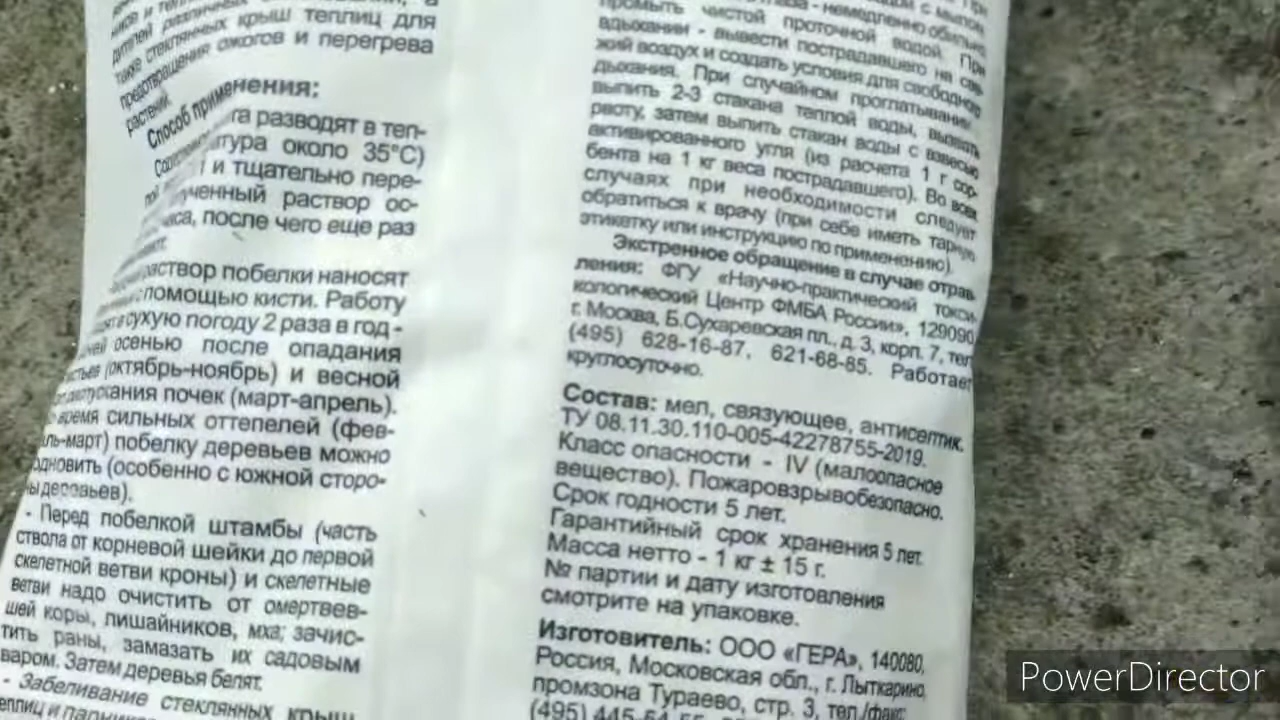 дителей различных
также стеклянных крыш теплиц для
предотвращения ожогов и перегрева
растений.
Способ применения:
разводят в теп-
около 35°С)
и тщательно пере-
раствор ос-
часа, после чего еще раз
раствор побелки наносят
помощью кисти. Работу
в сухую погоду 2 раза в год -
осенью после опадания
(октябрь-ноябрь) и весной
почек (март-апрель).
время сильных оттепелей (фев-
раль-март) побелку деревьев можно
(особенно с южной сторо-
ны деревьев).
- Перед побелкой штамбы (часть
ствола от корневой шейки до первой
скелетной ветви кроны) и скелетные
ветви надо очистить от омертвев-
шей коры, лишайников, мха; зачис-
тить раны, замазать их садовым
варом. Затем деревья белят.
- Забеливание стеклянных крыш
теплиц и
немедленно обильно
промыть чистой проточной водой. При
вдыхании - вывести пострадавшего на све-
жий воздух и создать условия для свободного
дыхания. При случайном проглатывании
выпить 2-3 стакана теплой воды, вызвать
рвоту, затем выпить стакан воды с взвесью
активированного угля (из расчета 1 г сор-
бента на 1 кг веса пострадавшего). Во всех
случаях при необходимости следует
обратиться к врачу (при себе иметь тарную
этикетку или инструкцию по применению).
Экстренное обращение в случае отрав-
ления: ФГУ «Научно-практический токси-
кологический Центр ФМБА России», 129090
г. Москва, Б.Сухаревская пл., д. 3, корп. 7, тел
(495) 628-16-87, 621-68-85. Работает
круглосуточно.
Состав: мел, связующее, антисептик.
ТУ 08.11.30.110-005-42278755-2019.
Класс опасности - IV (малоопасное
вещество). Пожаровзрывобезопасно.
Срок годности 5 лет.
Гарантийный срок хранения 5 лет.
Масса нетто - 1 кг ± 15 г.
№ партии и дату изготовления
смотрите на упаковке.
Изготовитель: ООО «ГЕРА», 140080,
Россия, Московская обл., г. Лыткарино,
промзона Тураево, стр. 3, тел./факс:
(495)
PowerDirector